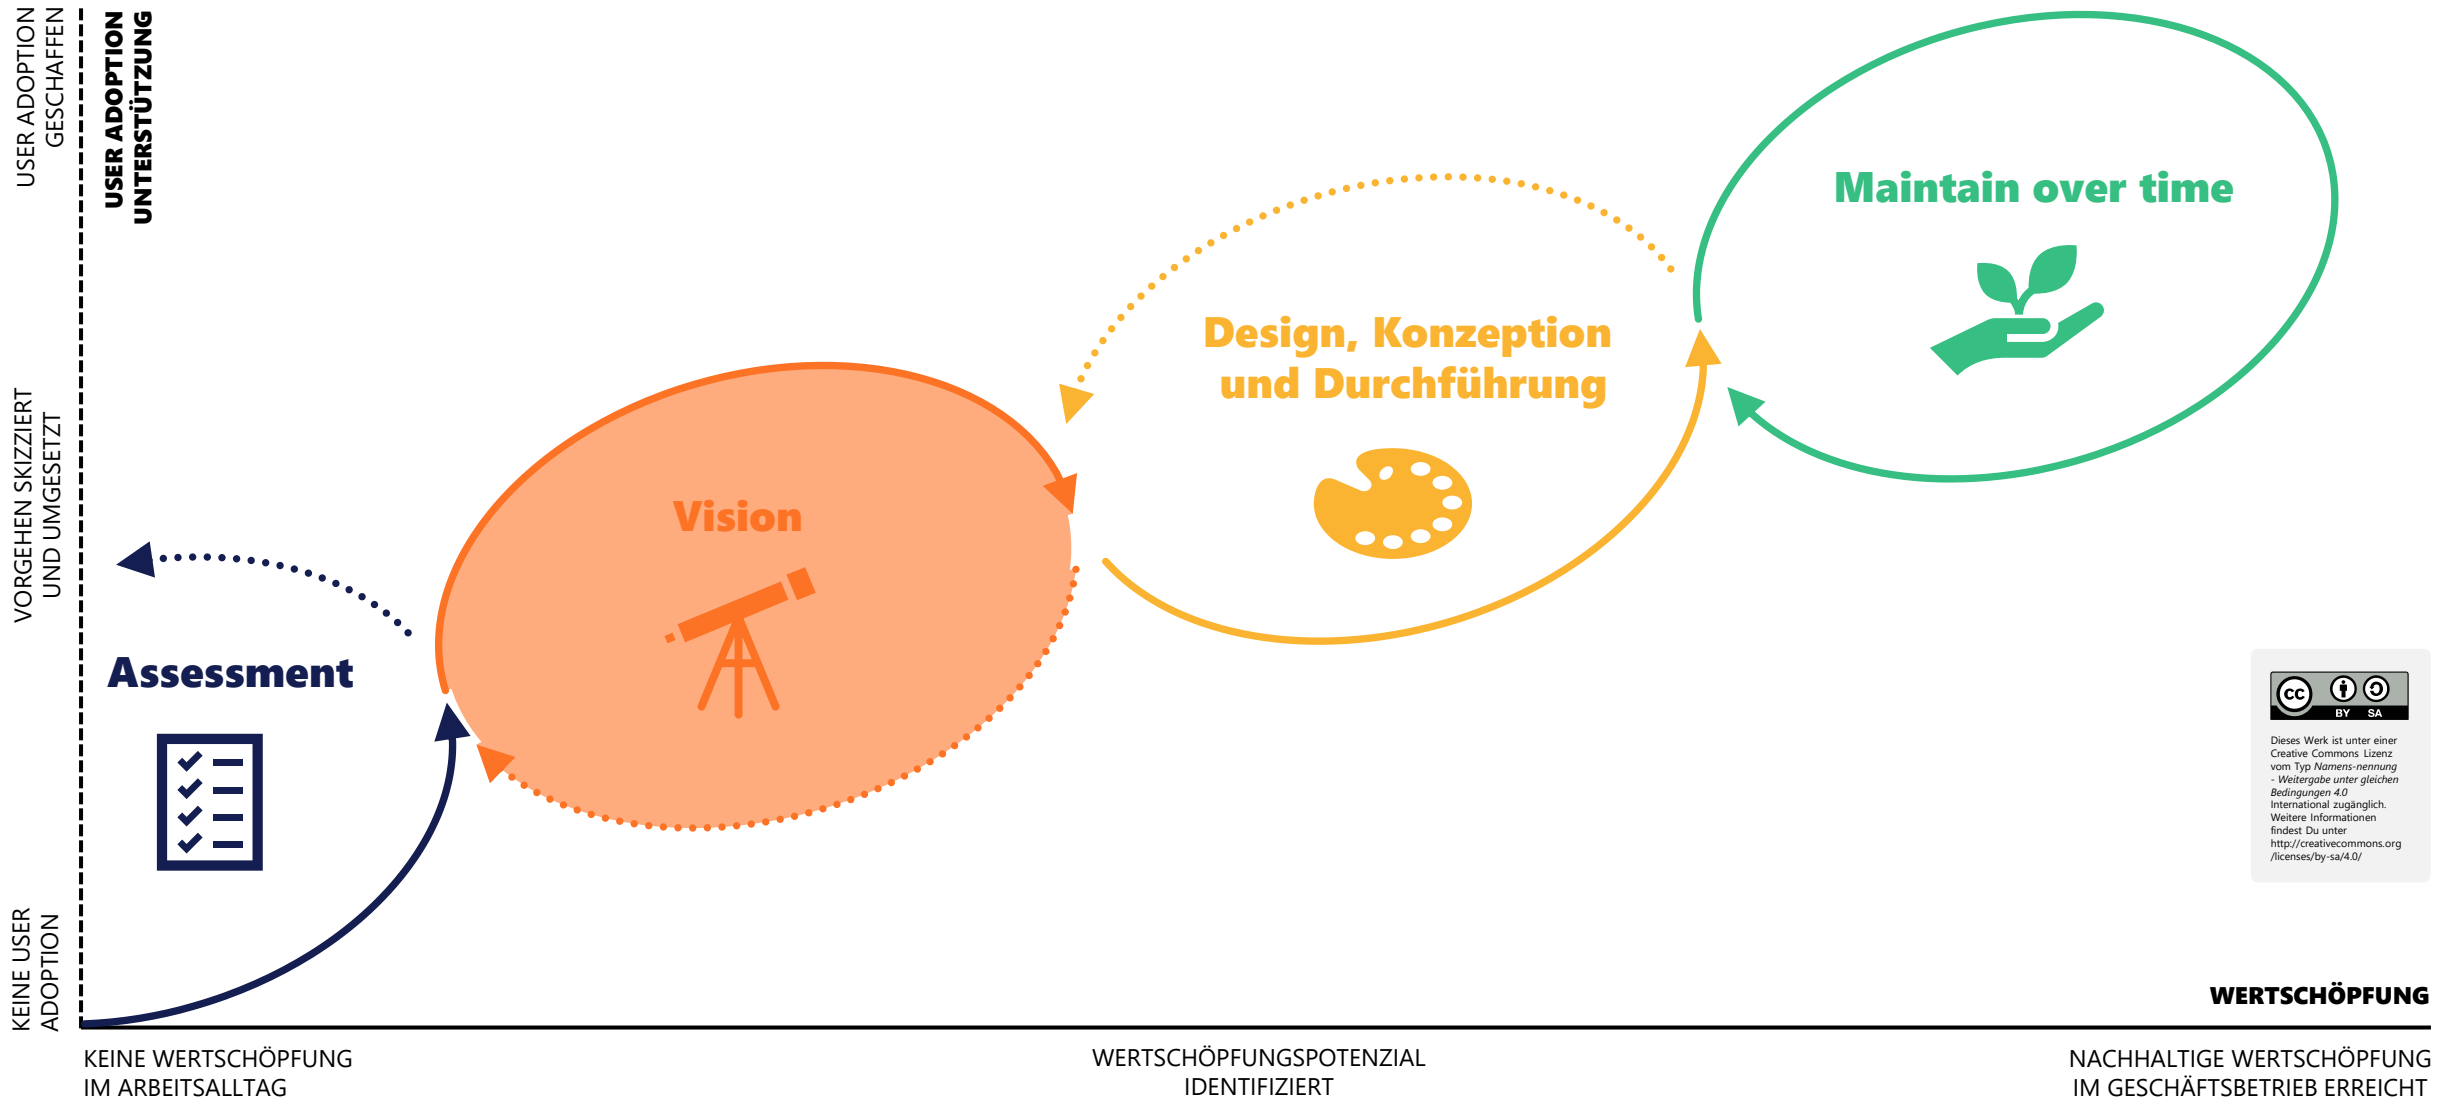 USER ADOPTION
GESCHAFFEN
USER ADOPTION
UNTERSTÜTZUNG
Maintain over time
Design, Konzeption
und Durchführung
VORGEHEN SKIZZIERT
UND UMGESETZT
Vision
Assessment
KEINE USER
ADOPTION
cc
BY SA
Dieses Werk ist unter einer
Creative Commons Lizenz
vom Typ Namens-nennung
- Weitergabe unter gleichen
Bedingungen 4.0
International zugänglich.
Weitere Informationen
findest Du unter
http://creativecommons.org
/licenses/by-sa/4.0/
WERTSCHÖPFUNG
KEINE WERTSCHÖPFUNG
IM ARBEITSALLTAG
WERTSCHÖPFUNGSPOTENZIAL
IDENTIFIZIERT
NACHHALTIGE WERTSCHÖPFUNG
IM GESCHÄFTSBETRIEB ERREICHT